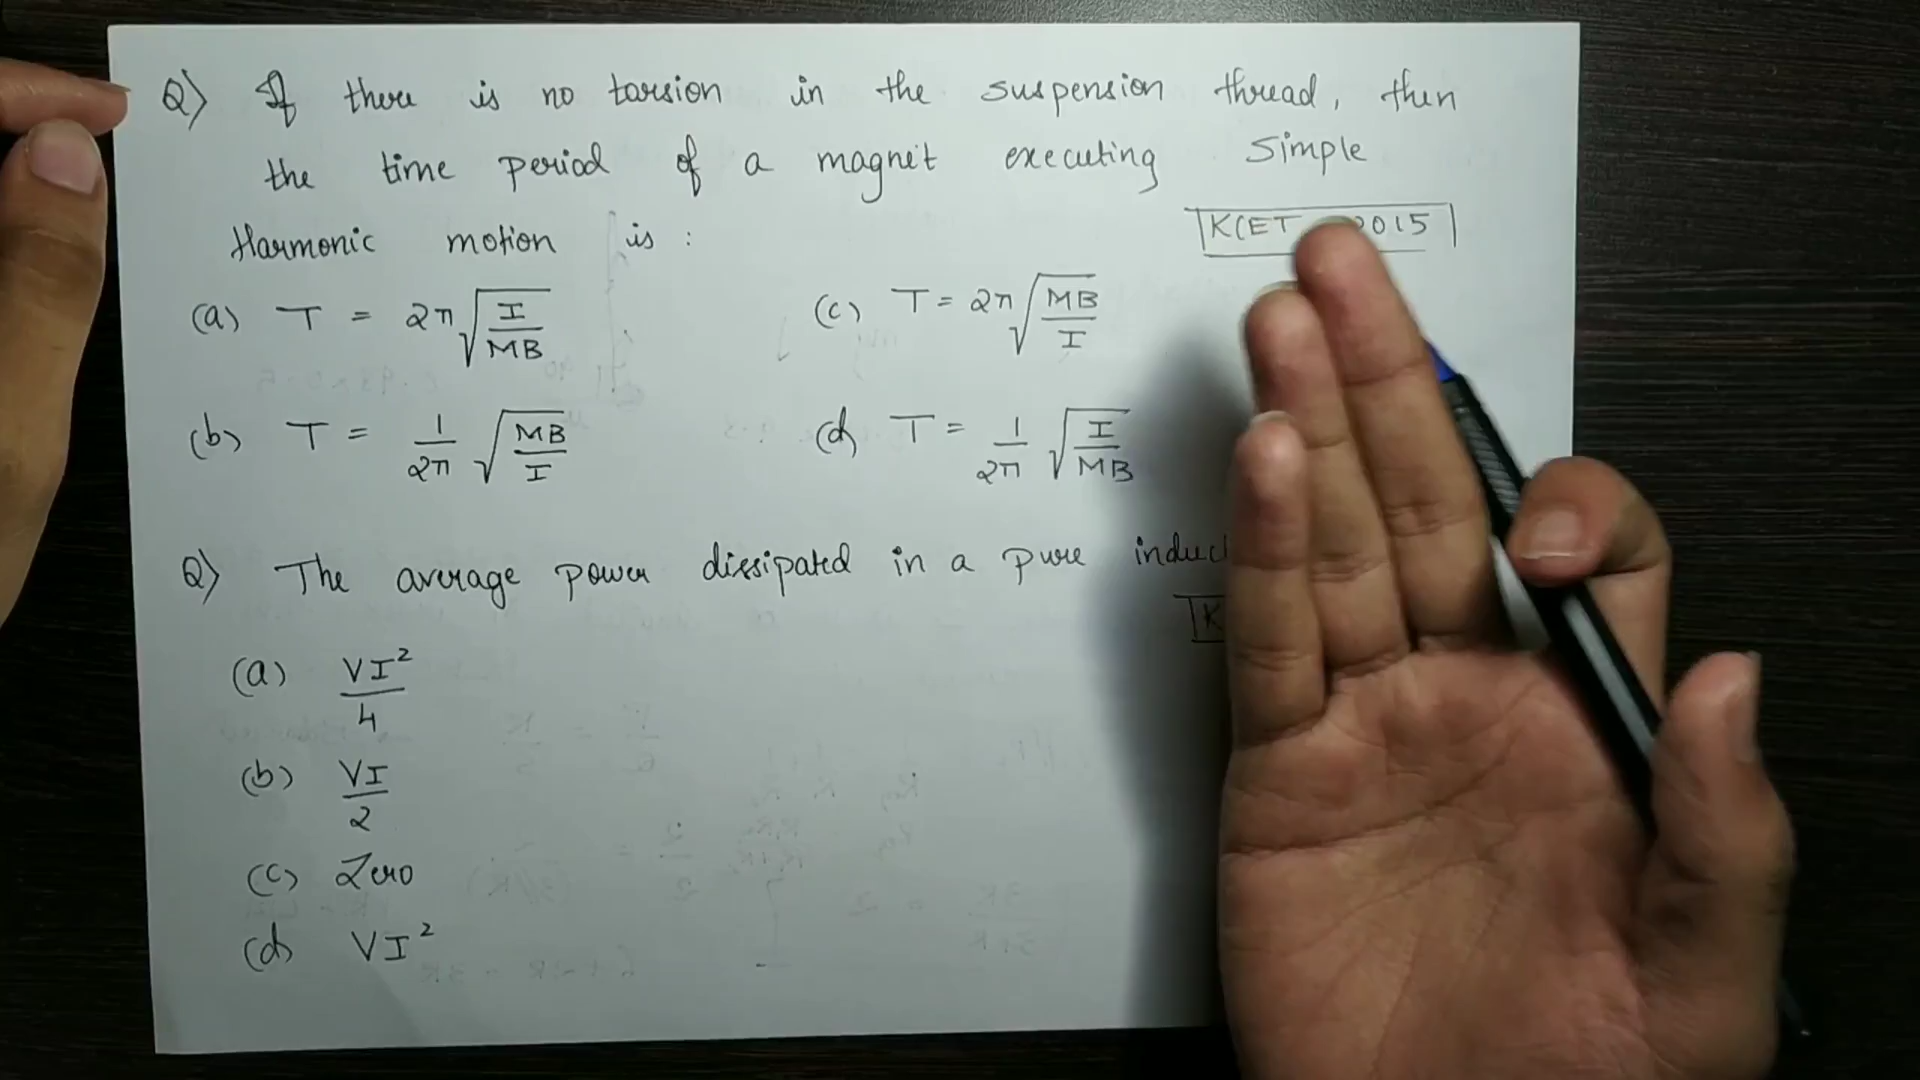 Q) If there is no torsion in the suspension thread, then
the time period of a magnet executing Simple
Harmonic motion is :
KCET 2015
(a) T = 2π√(I/MB)
(c) T = 2π√(MB/I)
(b) T = 1/2π √(MB/I)
(d) T = 1/2π √(I/MB)
Q) The average power dissipated in a pure
(a) VI²/4
(b) VI/2
(c) Zero
(d) VI²